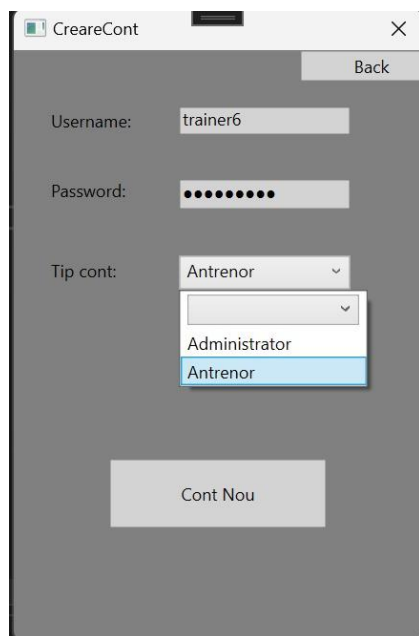 CreareCont
Back
Username: trainer6
Password: ●●●●●●●●●
Tip cont: Antrenor
Administrator
Antrenor
Cont Nou